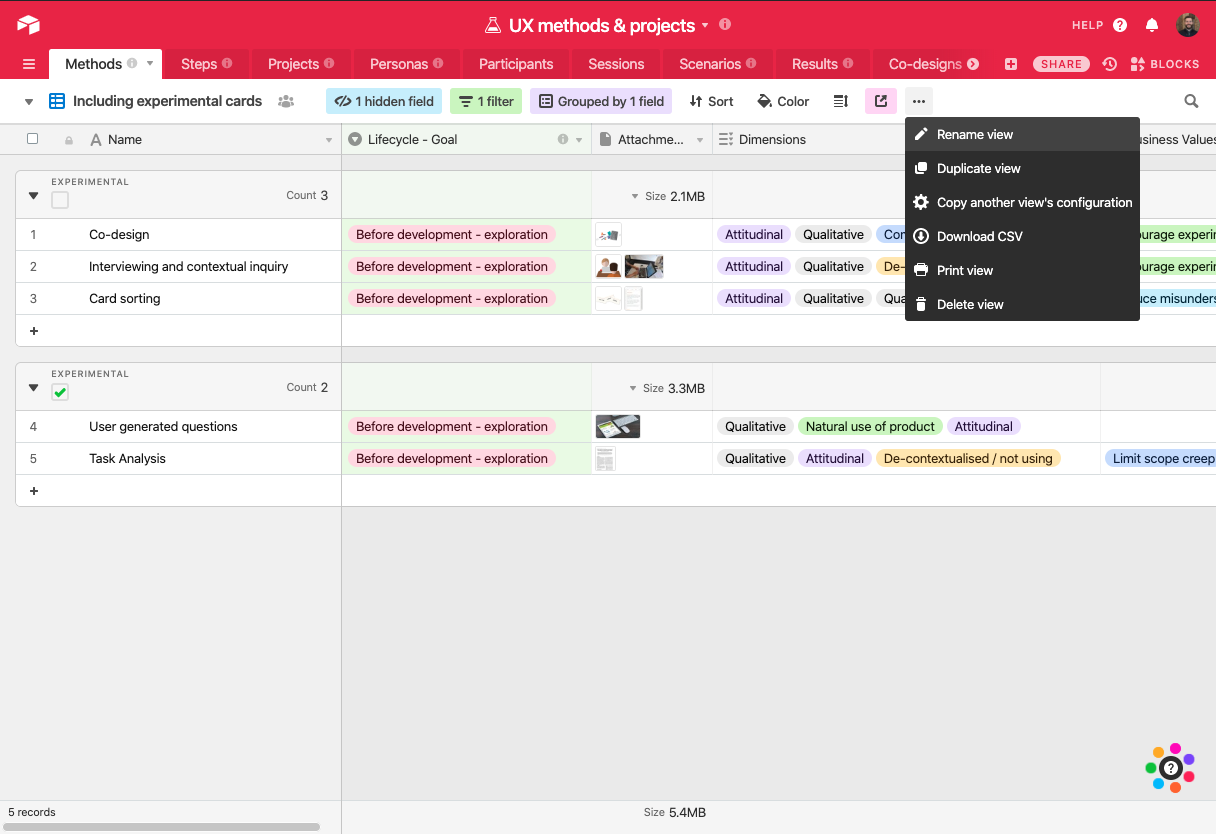 UX methods & projects
HELP
Methods
Steps
Projects
Personas
Participants
Sessions
Scenarios
Results
Co-designs
SHARE
BLOCKS
Including experimental cards
1 hidden field
1 filter
Grouped by 1 field
Sort
Color
Rename view
Duplicate view
Copy another view's configuration
Download CSV
Print view
Delete view
A Name
Lifecycle - Goal
Attachme...
Dimensions
usiness Values
EXPERIMENTAL
Count 3
Size 2.1MB
1 Co-design Before development - exploration Attitudinal Qualitative Con urage experin
2 Interviewing and contextual inquiry Before development - exploration Attitudinal Qualitative De- urage experin
3 Card sorting Before development - exploration Attitudinal Qualitative Qua uce misunders
+
EXPERIMENTAL
Count 2
Size 3.3MB
4 User generated questions Before development - exploration Qualitative Natural use of product Attitudinal
5 Task Analysis Before development - exploration Qualitative Attitudinal De-contextualised / not using Limit scope creep
+
5 records
Size 5.4MB